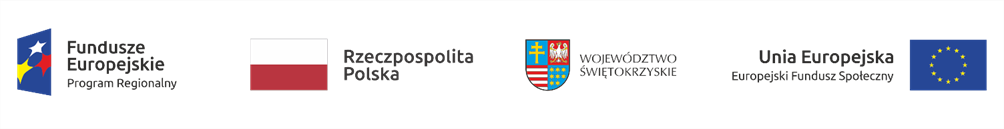 Fundusze
Europejskie
Program Regionalny
Rzeczpospolita
Polska
WOJEWÓDZTWO
ŚWIĘTOKRZYSKIE
Unia Europejska
Europejski Fundusz Społeczny